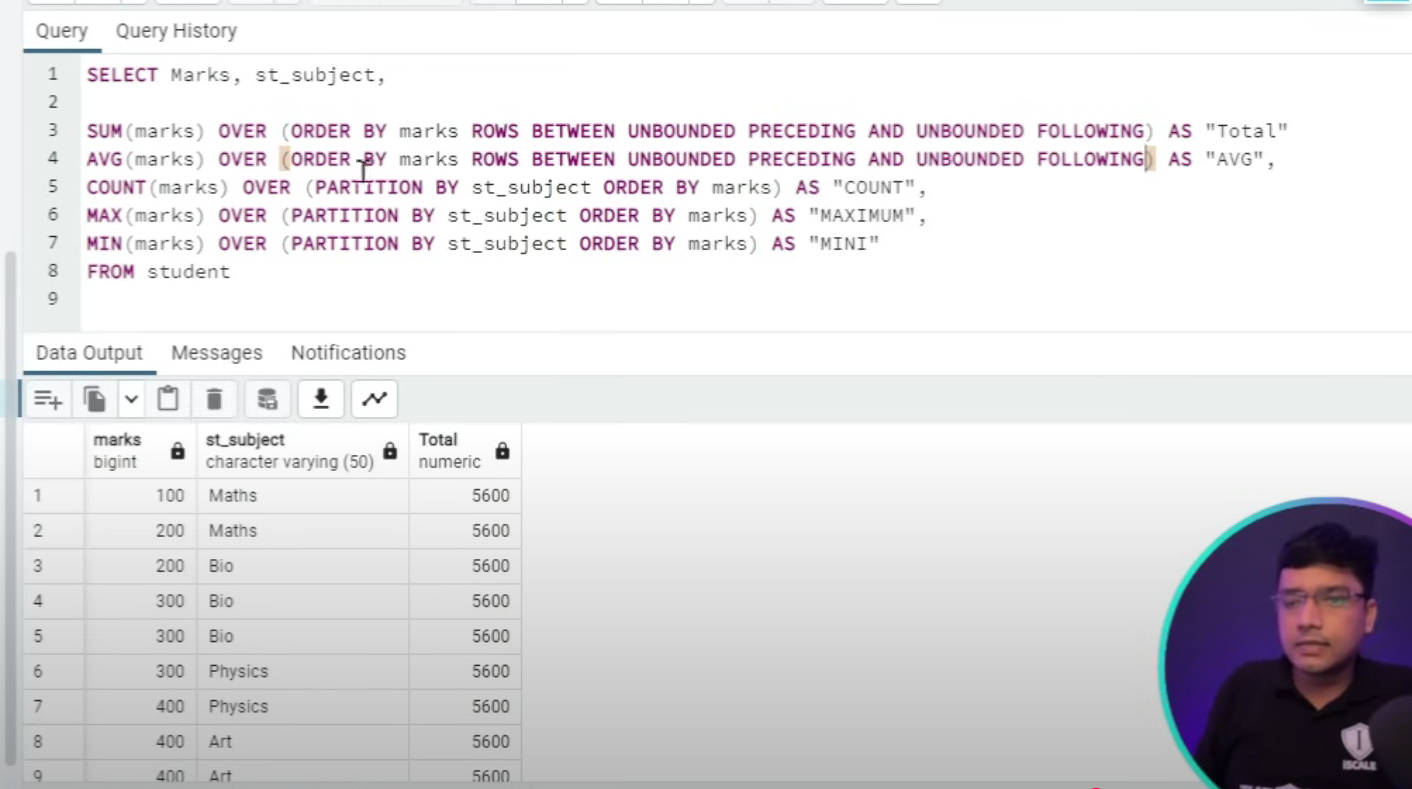 Query Query History
1 SELECT Marks, st_subject,
2
3 SUM(marks) OVER (ORDER BY marks ROWS BETWEEN UNBOUNDED PRECEDING AND UNBOUNDED FOLLOWING) AS "Total"
4 AVG(marks) OVER (ORDER BY marks ROWS BETWEEN UNBOUNDED PRECEDING AND UNBOUNDED FOLLOWING) AS "AVG",
5 COUNT(marks) OVER (PARTITION BY st_subject ORDER BY marks) AS "COUNT",
6 MAX(marks) OVER (PARTITION BY st_subject ORDER BY marks) AS "MAXIMUM",
7 MIN(marks) OVER (PARTITION BY st_subject ORDER BY marks) AS "MINI"
8 FROM student
9
Data Output Messages Notifications
marks st_subject Total
bigint character varying (50) numeric
1 100 Maths 5600
2 200 Maths 5600
3 200 Bio 5600
4 300 Bio 5600
5 300 Bio 5600
6 300 Physics 5600
7 400 Physics 5600
8 400 Art 5600
9 400 Art 5600
ISCALE